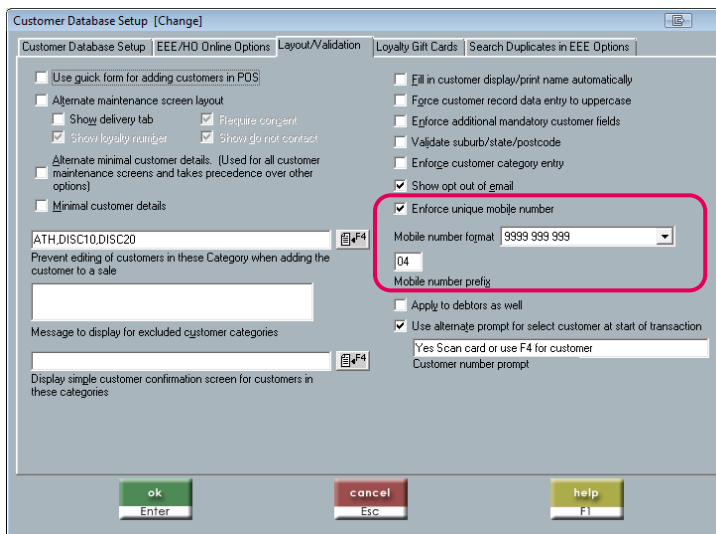 Customer Database Setup [Change]
Customer Database Setup
EEE/HO Online Options
Layout/Validation
Loyalty Gift Cards
Search Duplicates in EEE Options
Use quick form for adding customers in POS
Alternate maintenance screen layout
Show delivery tab
Require consent
Show loyalty number
Show do not contact
Alternate minimal customer details. (Used for all customer
maintenance screens and takes precedence over other
options)
Minimal customer details
ATH,DISC10,DISC20
F4
Prevent editing of customers in these Category when adding the
customer to a sale
Message to display for excluded customer categories
F4
Display simple customer confirmation screen for customers in
these categories
Fill in customer display/print name automatically
Force customer record data entry to uppercase
Enforce additional mandatory customer fields
Validate suburb/state/postcode
Enforce customer category entry
Show opt out of email
Enforce unique mobile number
Mobile number format 9999 999 999
04
Mobile number prefix
Apply to debtors as well
Use alternate prompt for select customer at start of transaction
Yes Scan card or use F4 for customer
Customer number prompt
ok
Enter
cancel
Esc
help
F1